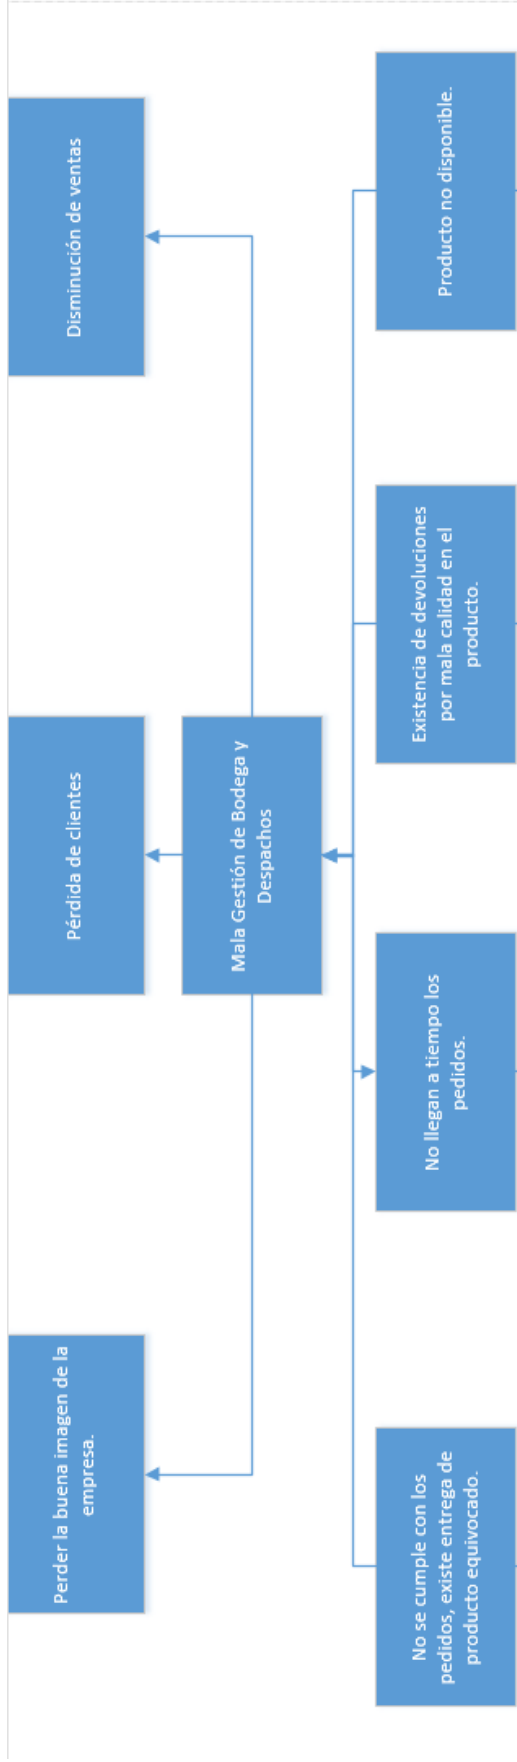 Perder la buena imagen de la
empresa.
Pérdida de clientes
Disminución de ventas
Mala Gestión de Bodega y
Despachos
No se cumple con los
pedidos, existe entrega de
producto equivocado.
No llegan a tiempo los
pedidos.
Existencia de devoluciones
por mala calidad en el
producto.
Producto no disponible.